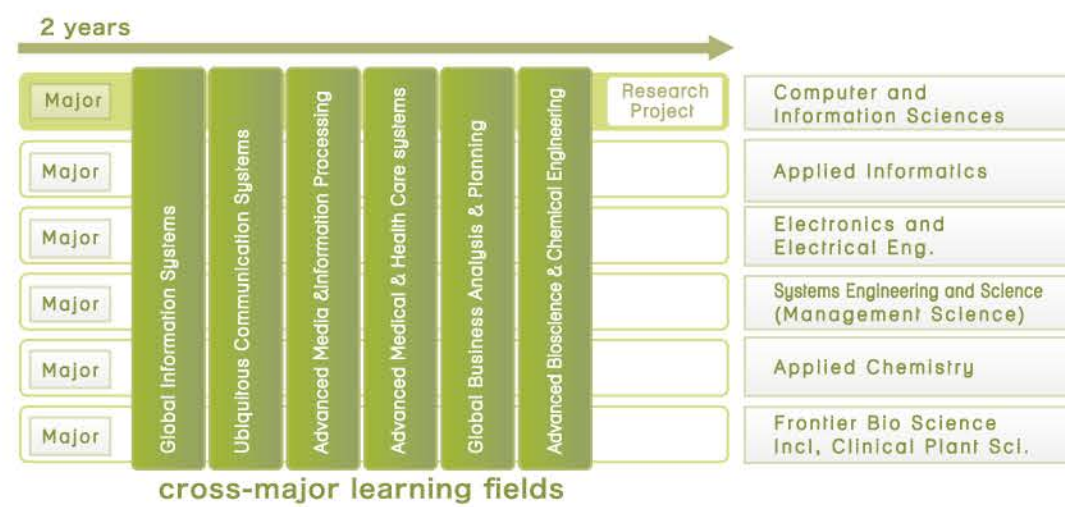 2 years
Major
Research
Project
Computer and
Information Sciences
Major
Applied Informatics
Major
Electronics and
Electrical Eng.
Major
Systems Engineering and Science
(Management Science)
Major
Applied Chemistry
Major
Frontier Bio Science
Incl, Clinical Plant Sci.
Global Information Systems
Ubiquitous Communication Systems
Advanced Media &Information Processing
Advanced Medical & Health Care systems
Global Business Analysis & Planning
Advanced Bioscience & Chemical Engineering
cross-major learning fields